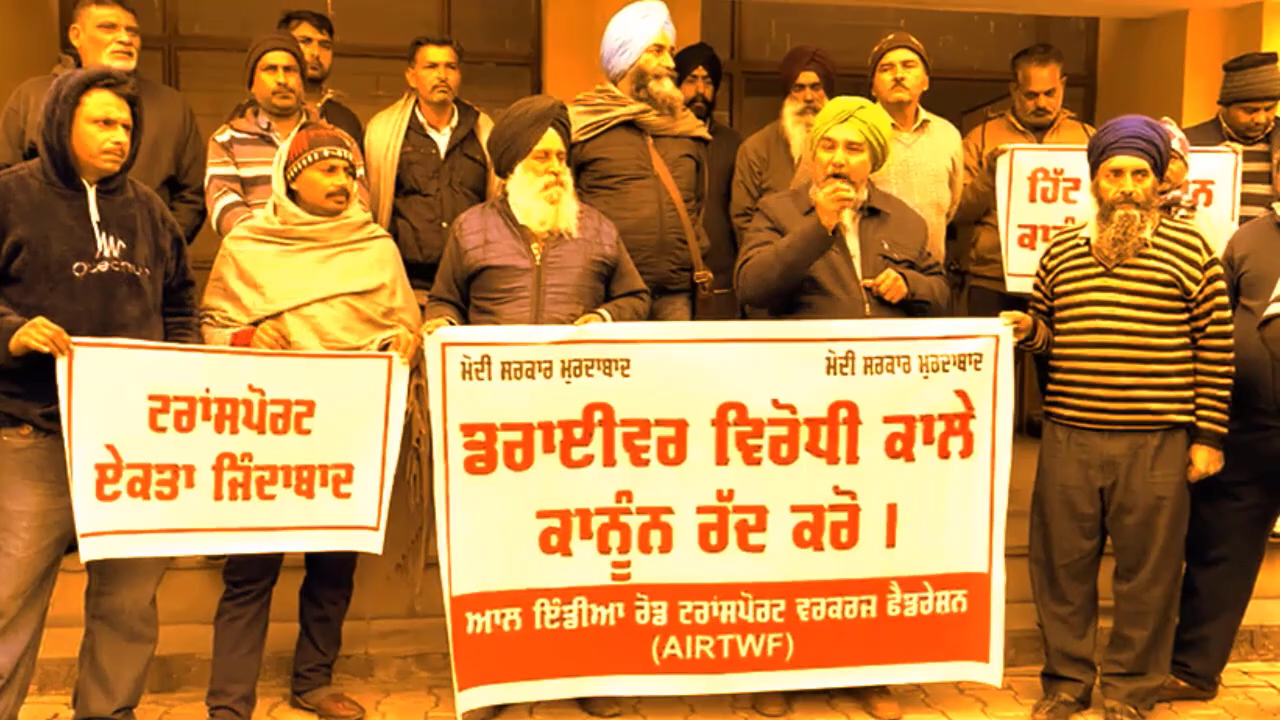 ਟਰਾਂਸਪੋਰਟ
ਏਕਤਾ ਜਿੰਦਾਬਾਦ
ਮੋਦੀ ਸਰਕਾਰ ਮੁਰਦਾਬਾਦ ਮੋਦੀ ਸਰਕਾਰ ਮੁਰਦਾਬਾਦ
ਡਰਾਈਵਰ ਵਿਰੋਧੀ ਕਾਲੇ
ਕਾਨੂੰਨ ਰੱਦ ਕਰੋ ।
ਆਲ ਇੰਡੀਆ ਰੋਡ ਟਰਾਂਸਪੋਰਟ ਵਰਕਰਜ਼ ਫੈਡਰੇਸ਼ਨ
(AIRTWF)
ਹਿੱਟ